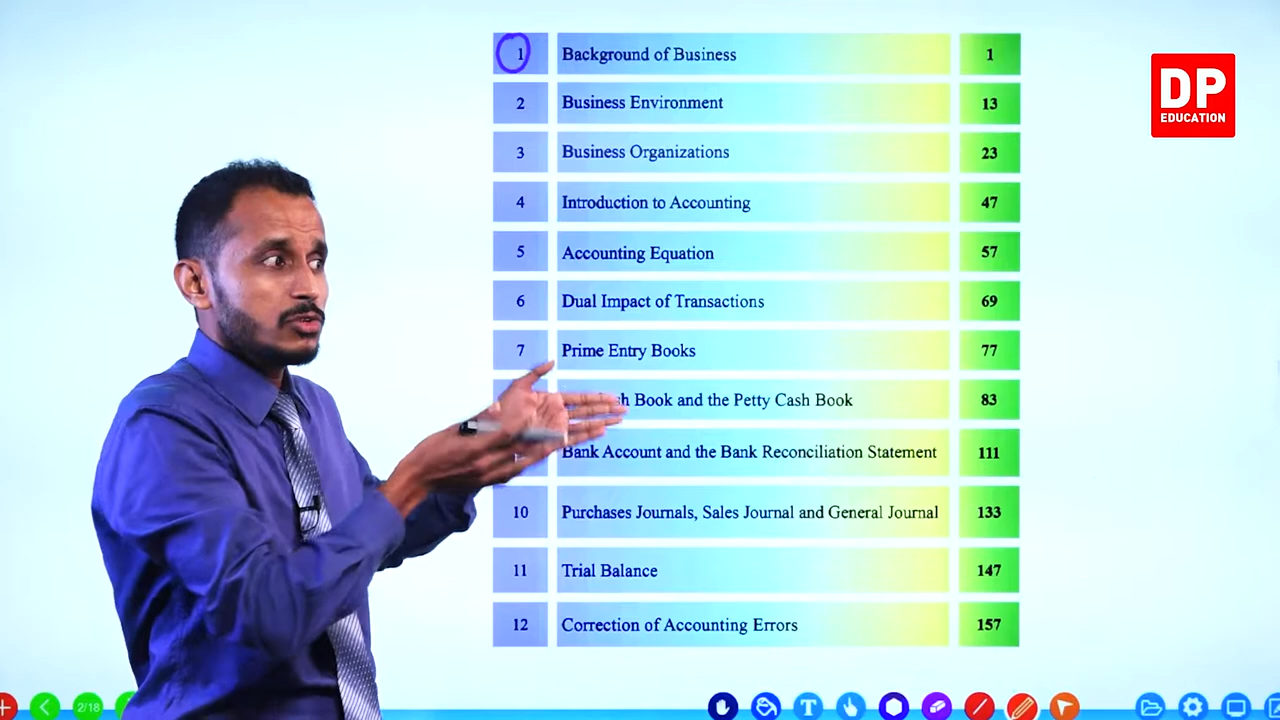 1 Background of Business 1
2 Business Environment 13
3 Business Organizations 23
4 Introduction to Accounting 47
5 Accounting Equation 57
6 Dual Impact of Transactions 69
7 Prime Entry Books 77
Book and the Petty Cash Book 83
Bank Account and the Bank Reconciliation Statement 111
10 Purchases Journals, Sales Journal and General Journal 133
11 Trial Balance 147
12 Correction of Accounting Errors 157
DP
EDUCATION
2/18
T